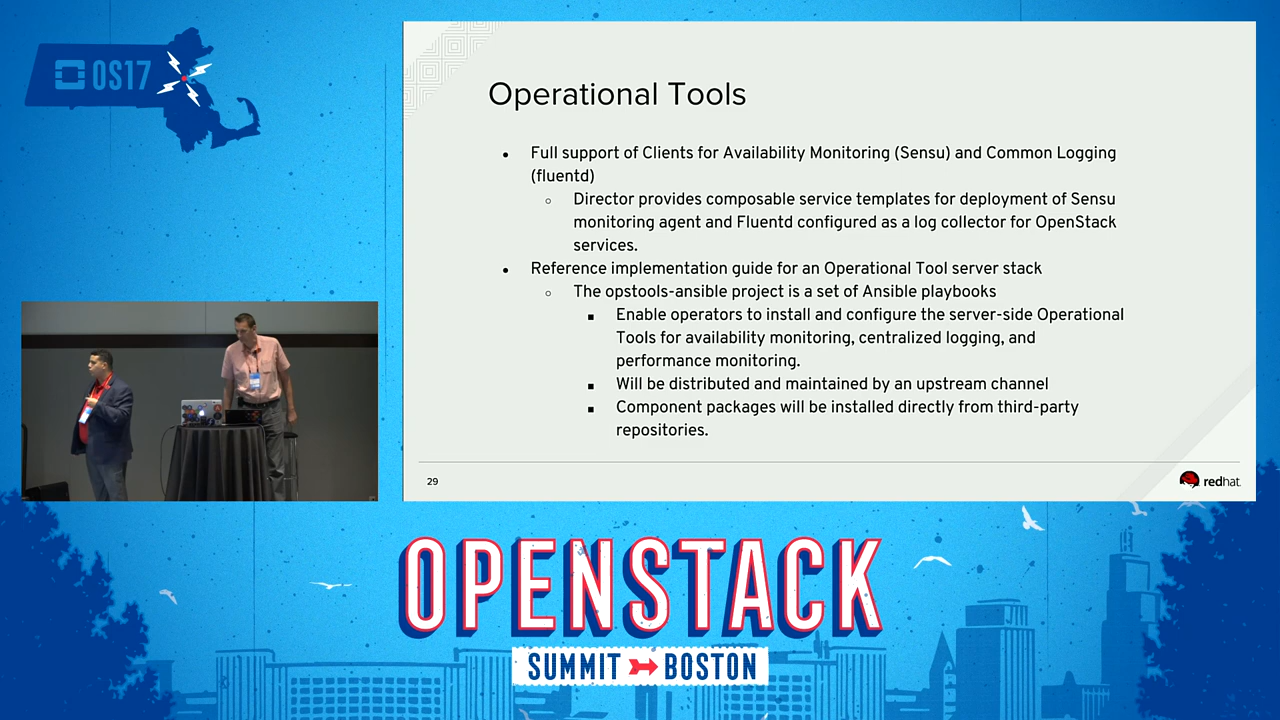 OS17
Operational Tools
• Full support of Clients for Availability Monitoring (Sensu) and Common Logging
(fluentd)
○ Director provides composable service templates for deployment of Sensu
monitoring agent and Fluentd configured as a log collector for OpenStack
services.
• Reference implementation guide for an Operational Tool server stack
○ The opstools-ansible project is a set of Ansible playbooks
■ Enable operators to install and configure the server-side Operational
Tools for availability monitoring, centralized logging, and
performance monitoring.
■ Will be distributed and maintained by an upstream channel
■ Component packages will be installed directly from third-party
repositories.
29
redhat.
OPENSTACK
SUMMIT BOSTON